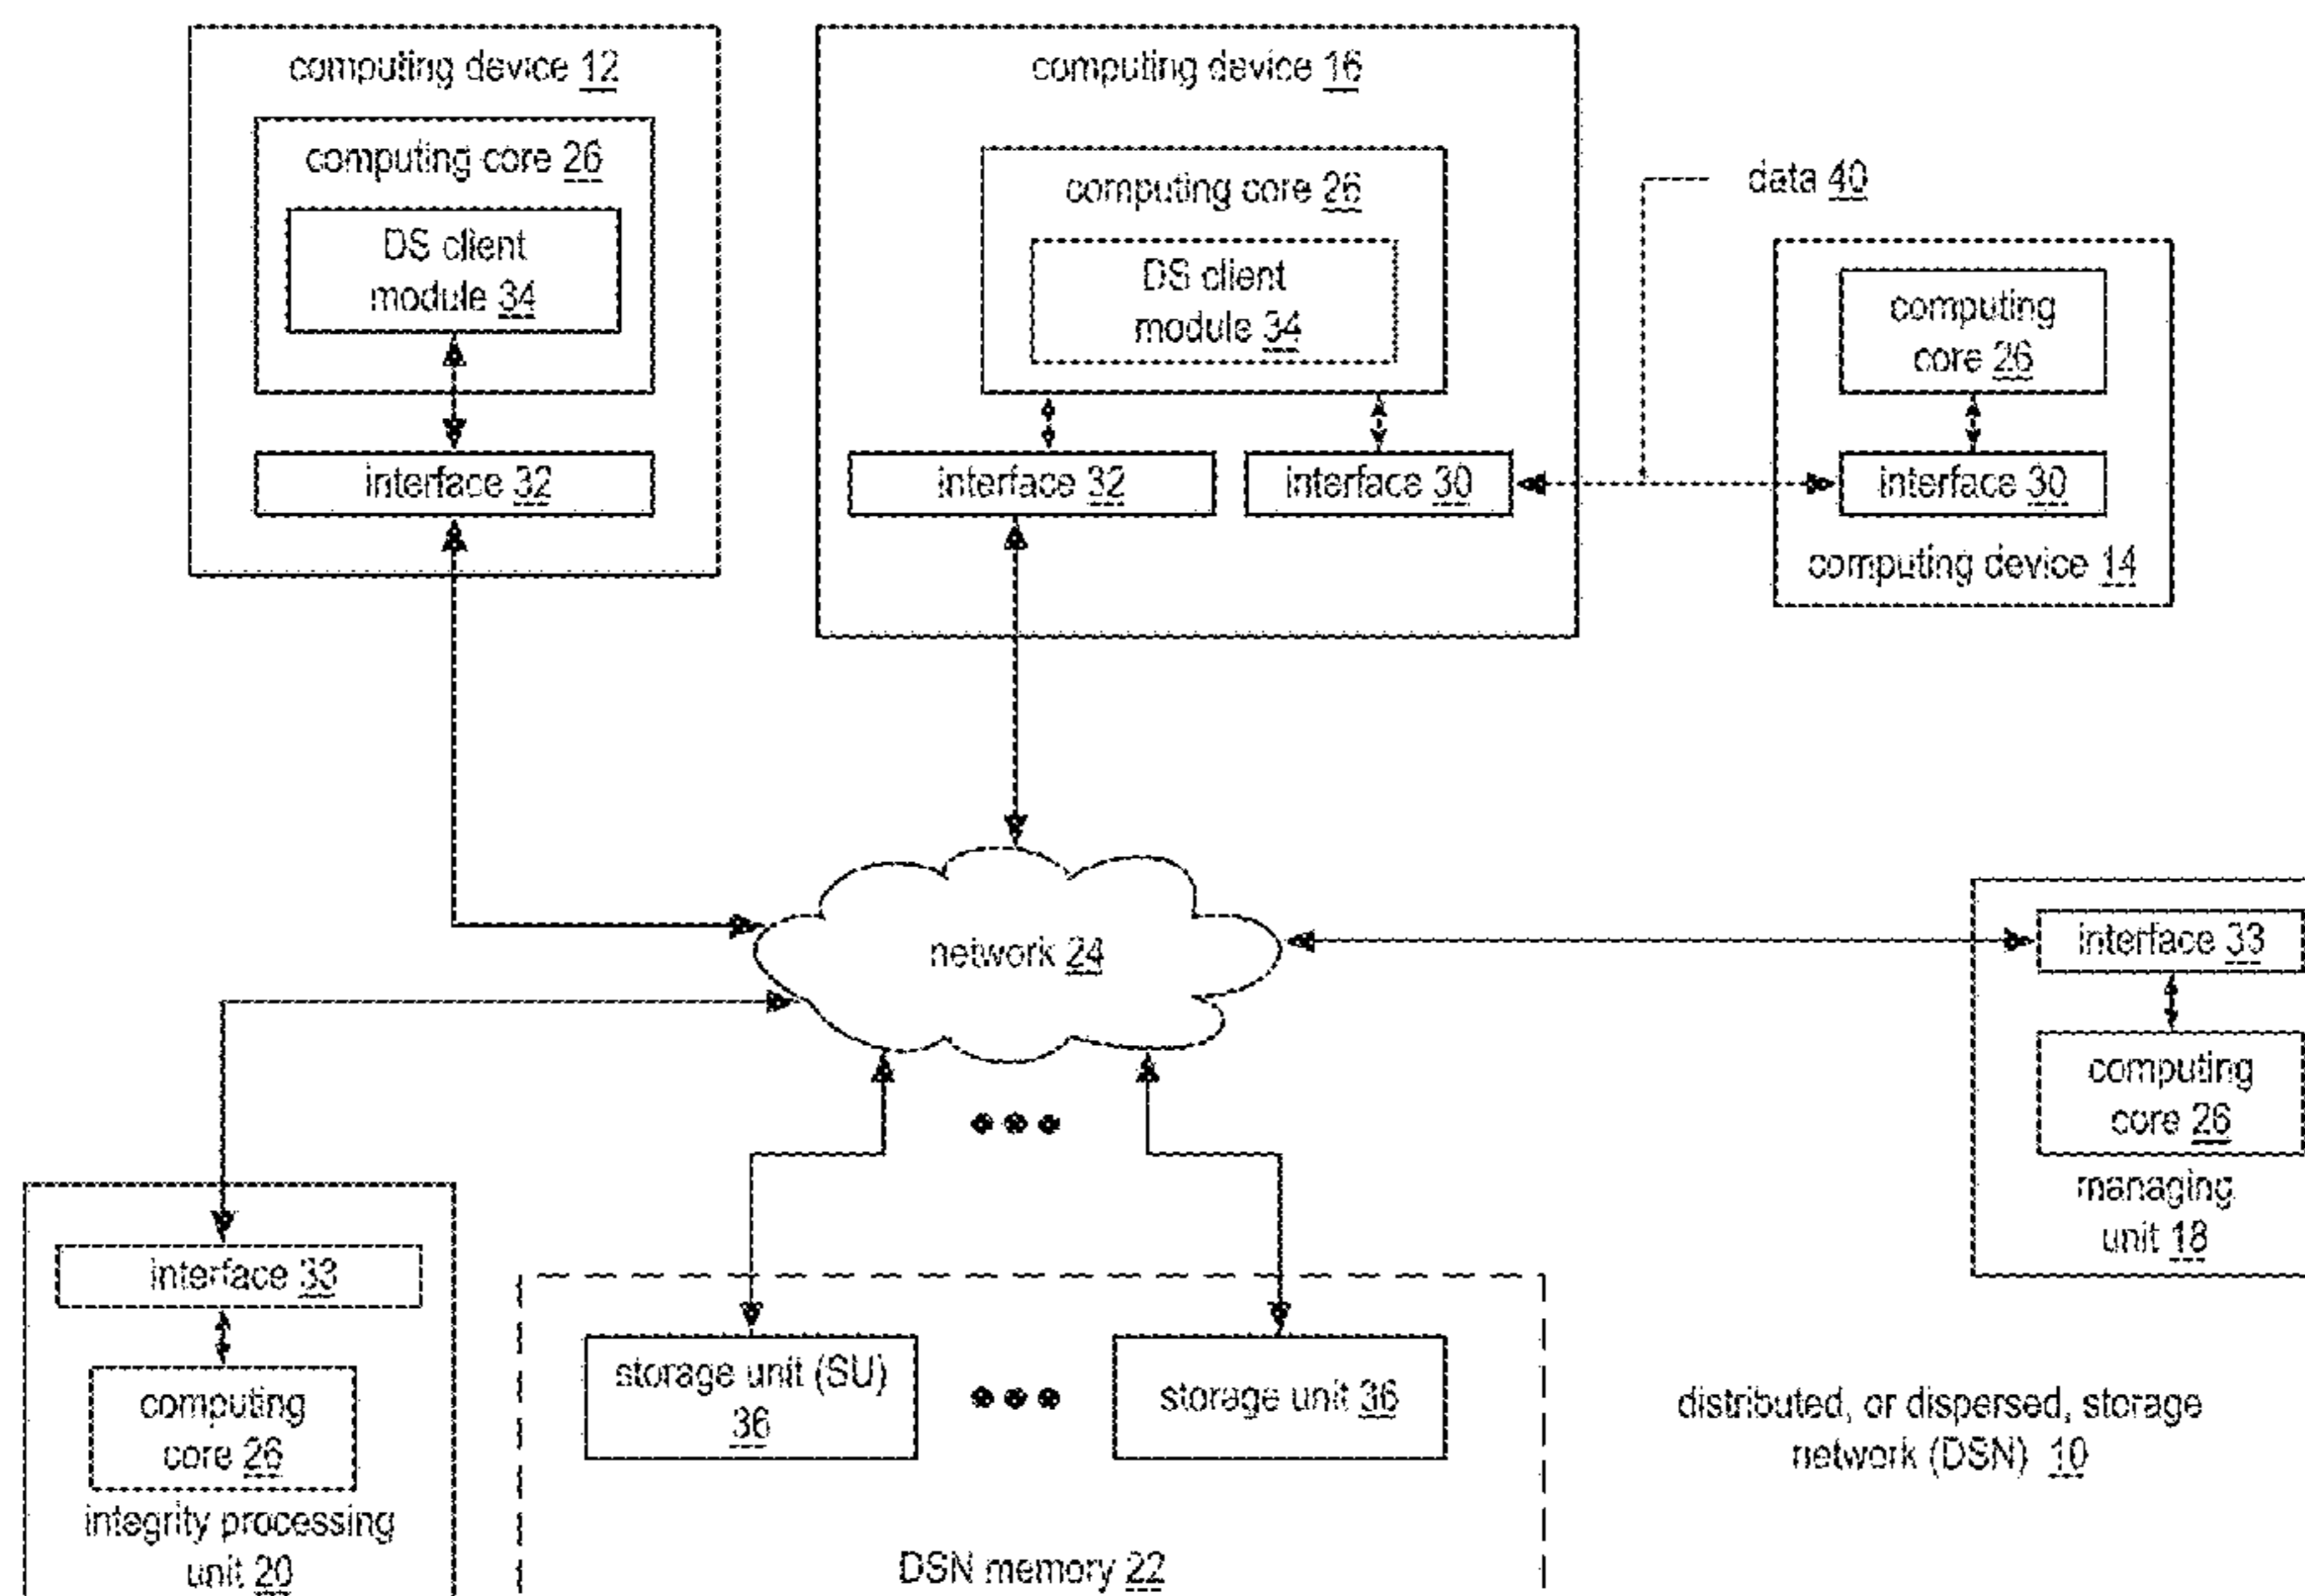 computing device 12
computing core 26
DS client
module 34
interface 32
computing device 16
computing core 26
DS client
module 34
interface 32
interface 30
data 40
computing
core 26
interface 30
computing device 14
network 24
interface 33
computing
core 26
managing
unit 18
interface 33
computing
core 26
integrity processing
unit 20
storage unit (SU)
36
storage unit 36
DSN memory 22
distributed, or dispersed, storage
network (DSN) 10